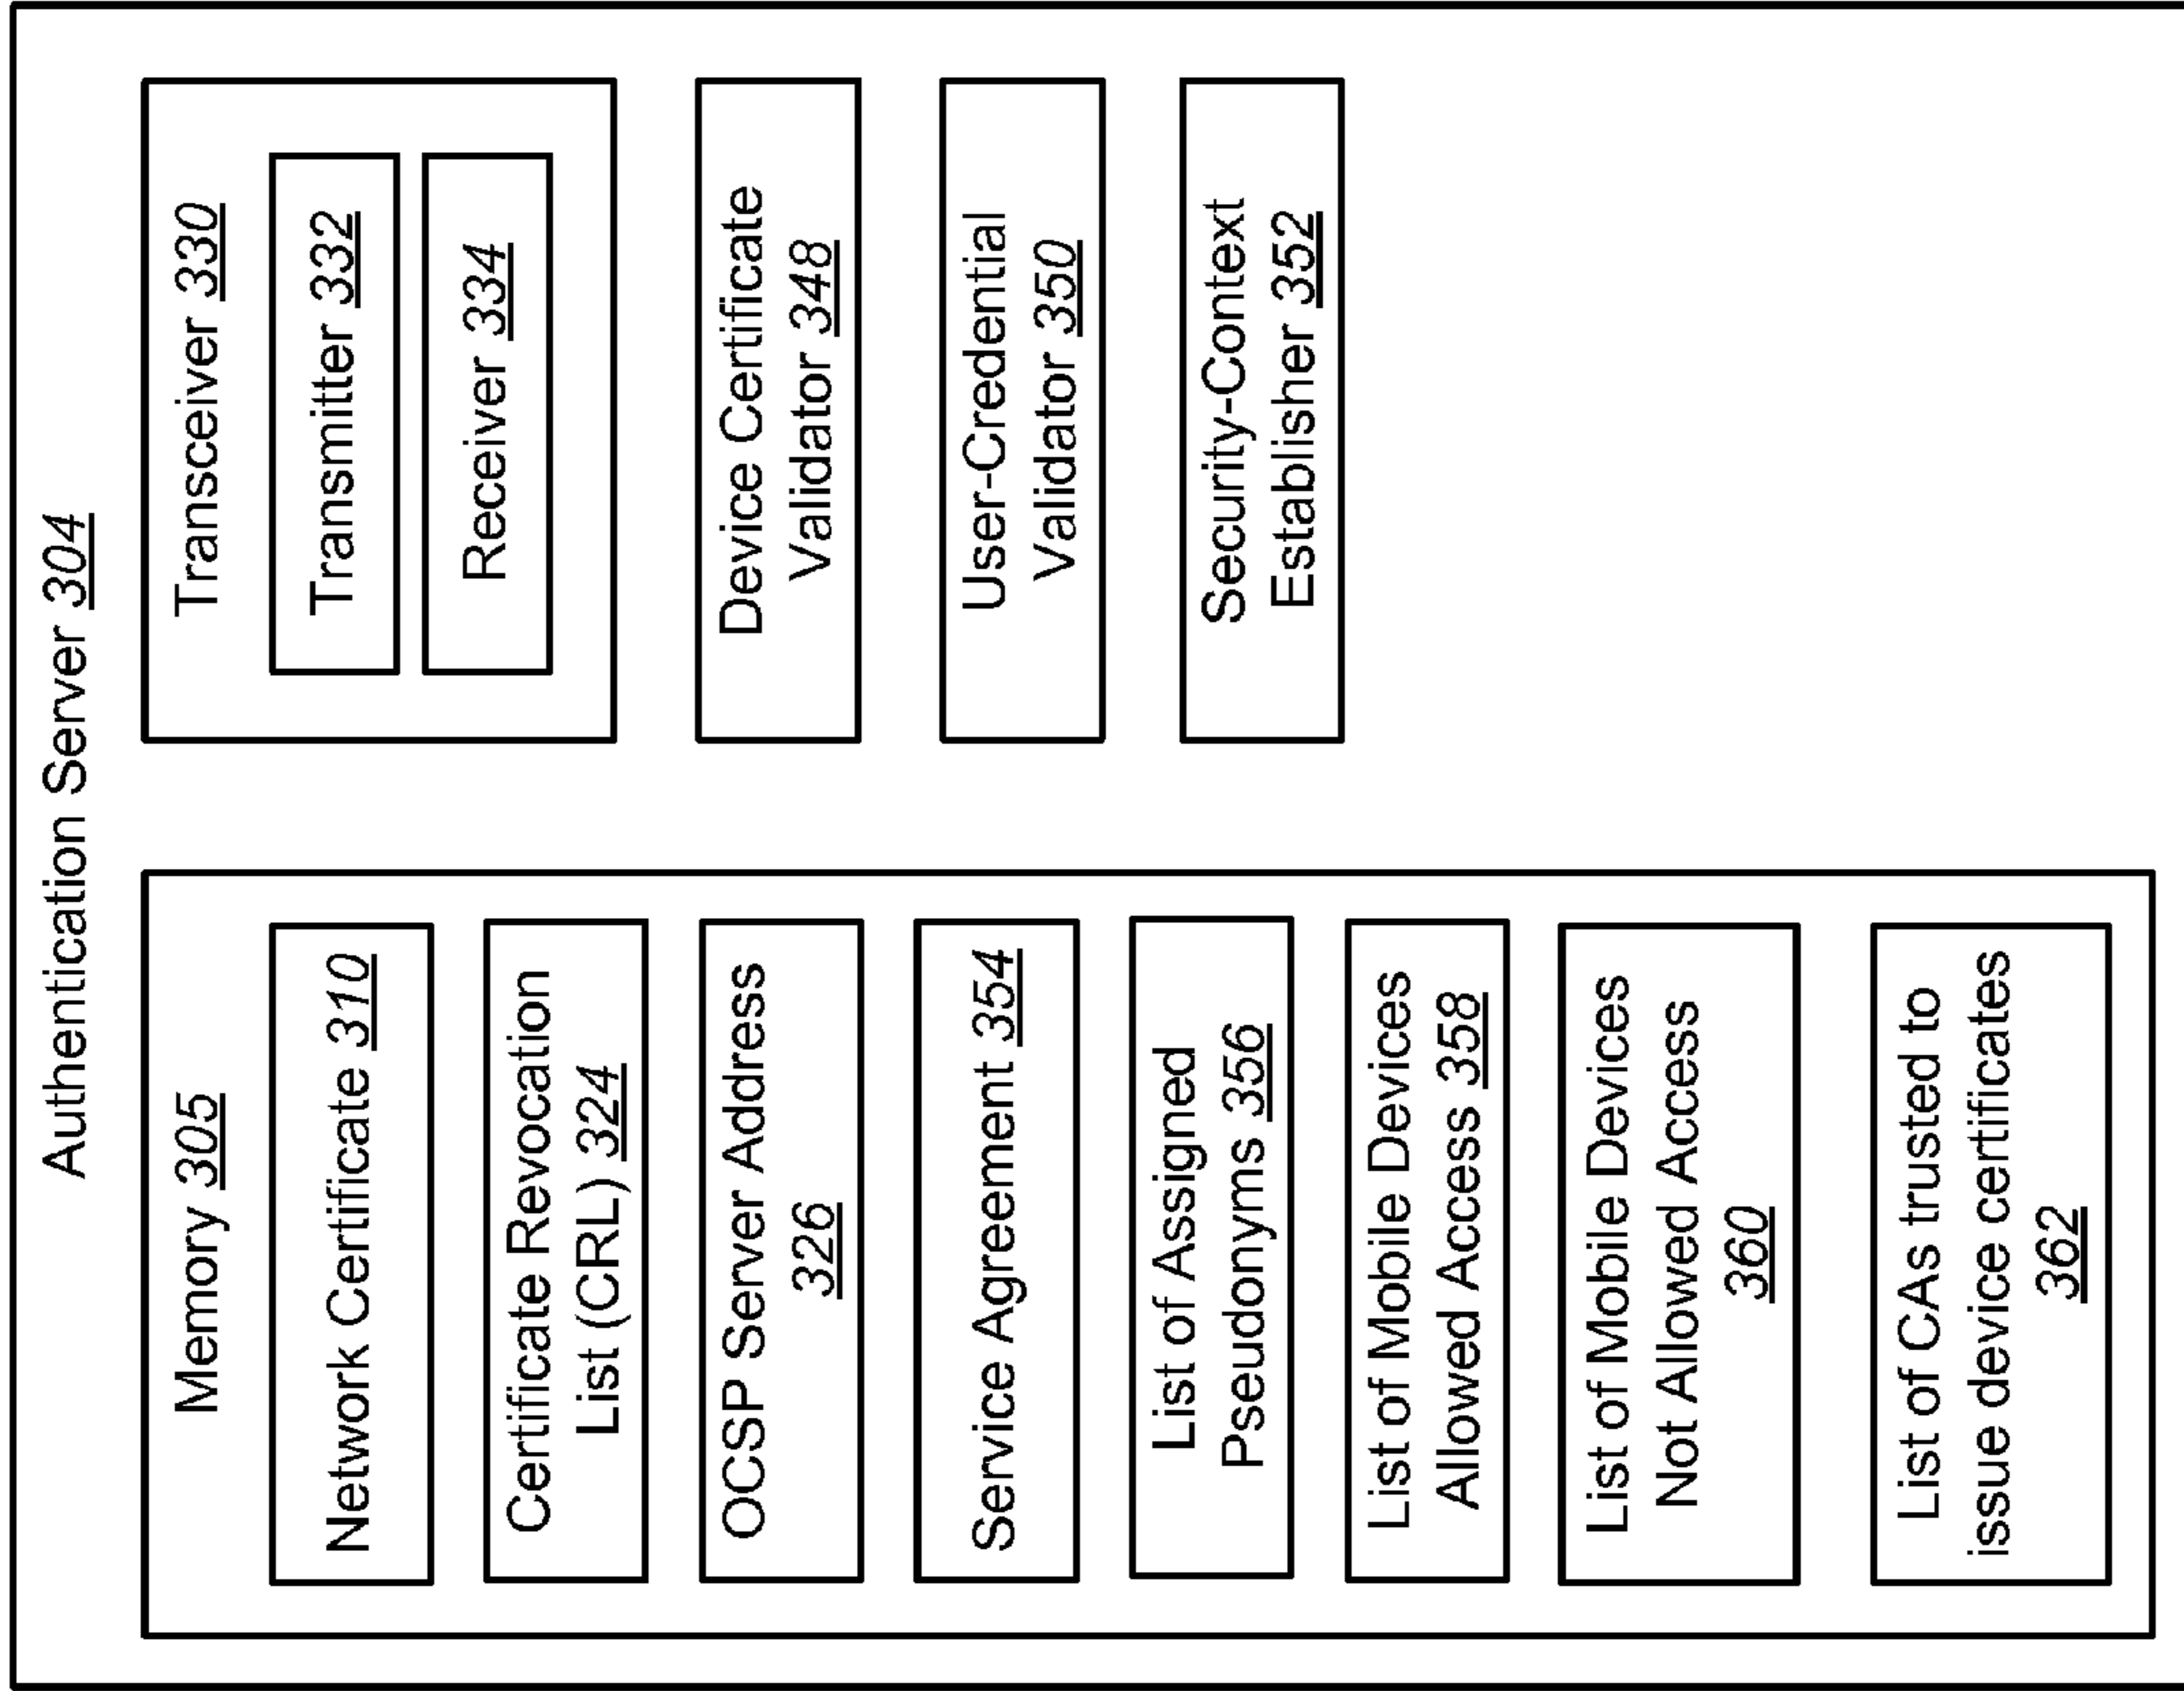 Authentication Server 304
Memory 305
Network Certificate 310
Certificate Revocation
List (CRL) 324
OCSP Server Address
326
Service Agreement 354
List of Assigned
Pseudonyms 356
List of Mobile Devices
Allowed Access 358
List of Mobile Devices
Not Allowed Access
360
List of CAs trusted to
issue device certificates
362
Transceiver 330
Transmitter 332
Receiver 334
Device Certificate
Validator 348
User-Credential
Validator 350
Security-Context
Establisher 352